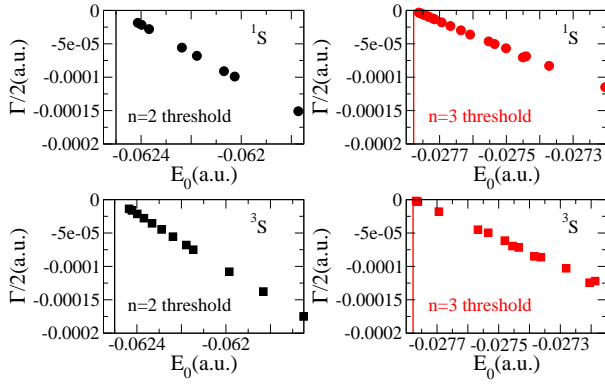 0
-5e-05
-0.0001
-0.00015
-0.0002
Γ/2(a.u.)
¹S
n=2 threshold
-0.0624
-0.062
E₀(a.u.)
0
-5e-05
-0.0001
-0.00015
-0.0002
Γ/2(a.u.)
¹S
n=3 threshold
-0.0277
-0.0275
-0.0273
E₀(a.u.)
0
-5e-05
-0.0001
-0.00015
-0.0002
Γ/2(a.u.)
³S
n=2 threshold
-0.0624
-0.062
E₀(a.u.)
0
-5e-05
-0.0001
-0.00015
-0.0002
Γ/2(a.u.)
³S
n=3 threshold
-0.0277
-0.0275
-0.0273
E₀(a.u.)